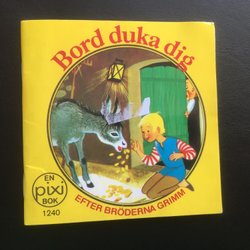 Bord duka dig
EN
pixi
BOK
1240
EFTER BRÖDERNA GRIMM